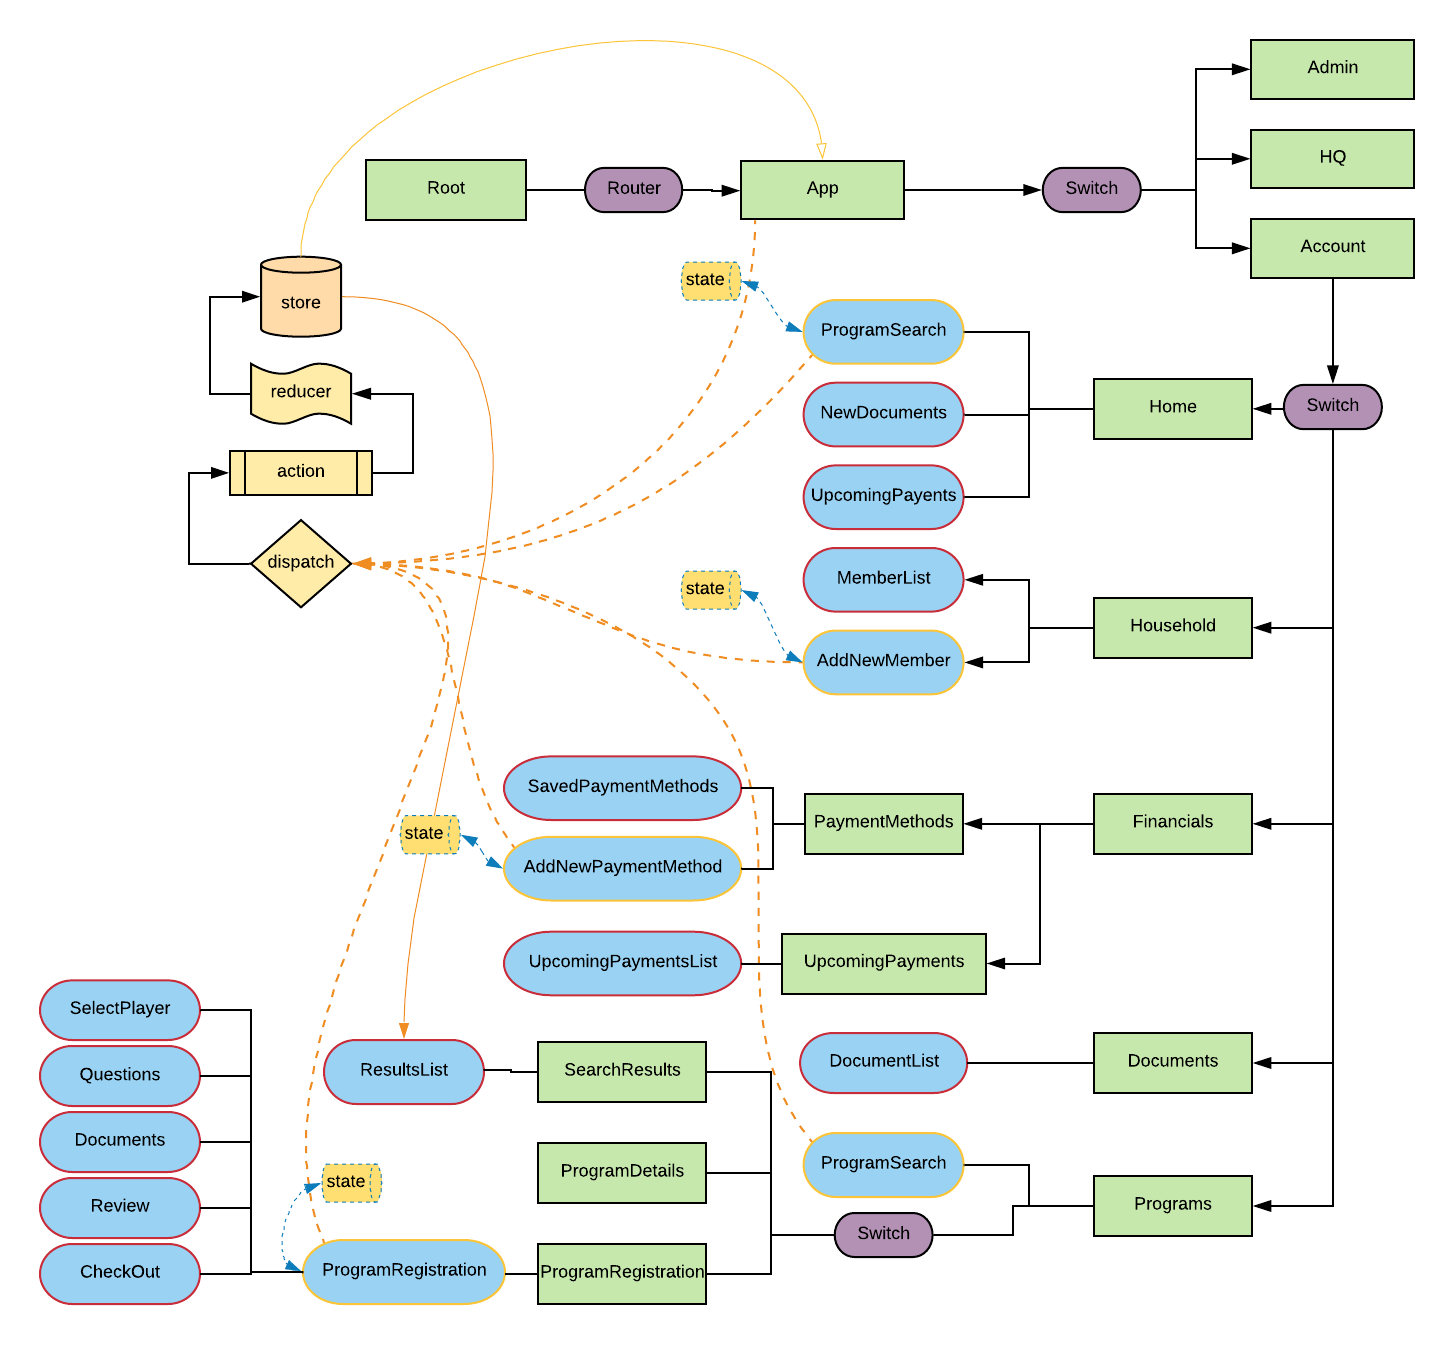 Admin
HQ
Root
Router
App
Switch
Account
state
store
ProgramSearch
reducer
NewDocuments
Home
Switch
action
UpcomingPayents
dispatch
MemberList
state
Household
AddNewMember
SavedPaymentMethods
PaymentMethods
Financials
state
AddNewPaymentMethod
UpcomingPaymentsList
UpcomingPayments
SelectPlayer
ResultsList
SearchResults
DocumentList
Documents
Questions
Documents
ProgramDetails
ProgramSearch
state
Review
Programs
Switch
CheckOut
ProgramRegistration
ProgramRegistration